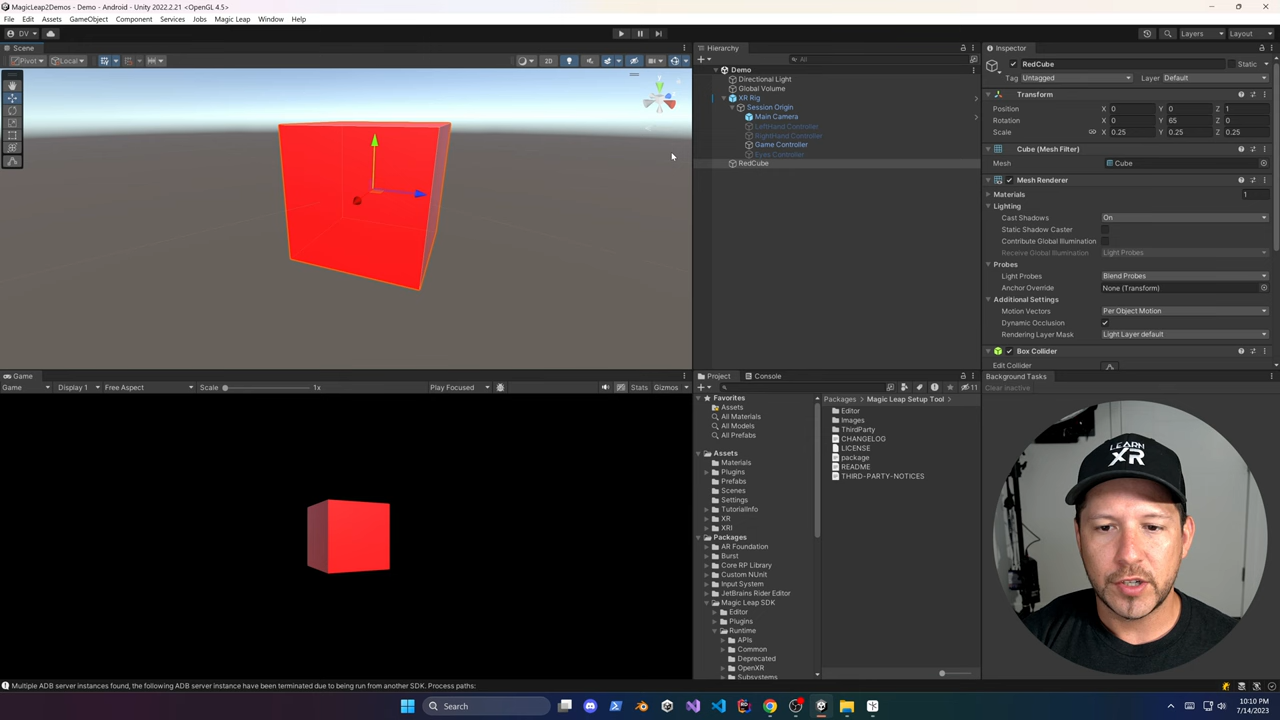 MagicLeap2Demos - Demo - Android - Unity 2022.2.21 <OpenGL 4.5>
File Edit Assets GameObject Component Services Jobs Magic Leap Window Help
DV
Layers Layout
Scene
Pivot Local
2D
Hierarchy
All
Demo
Directional Light
Global Volume
XR Rig
Session Origin
Main Camera
LeftHand Controller
RightHand Controller
Game Controller
Eyes Controller
RedCube
Inspector
RedCube Static
Tag Untagged Layer Default
Transform
Position X 0 Y 0 Z 1
Rotation X 0 Y 65 Z 0
Scale X 0.25 Y 0.25 Z 0.25
Cube (Mesh Filter)
Mesh Cube
Mesh Renderer
Materials 1
Lighting
Cast Shadows On
Static Shadow Caster
Contribute Global Illumination
Receive Global Illumination Light Probes
Probes
Light Probes Blend Probes
Anchor Override None (Transform)
Additional Settings
Motion Vectors Per Object Motion
Dynamic Occlusion
Rendering Layer Mask Light Layer default
Box Collider
Edit Collider
Game
Game Display 1 Free Aspect Scale 1x Play Focused Stats Gizmos
Project Console
11
Favorites
Assets
All Materials
All Models
All Prefabs
Assets
Materials
Plugins
Prefabs
Scenes
Settings
TutorialInfo
XR
XRI
Packages
AR Foundation
Burst
Core RP Library
Custom NUnit
Input System
JetBrains Rider Editor
Magic Leap SDK
Editor
Plugins
Runtime
APIs
Common
Deprecated
OpenXR
Subsystems
Packages Magic Leap Setup Tool
Editor
Images
ThirdParty
CHANGELOG
LICENSE
package
README
THIRD-PARTY-NOTICES
Background Tasks
Clear inactive
LEARN
XR
Multiple ADB server instances found, the following ADB server instance have been terminated due to being run from another SDK. Process paths:
Search
10:10 PM
7/14/2023